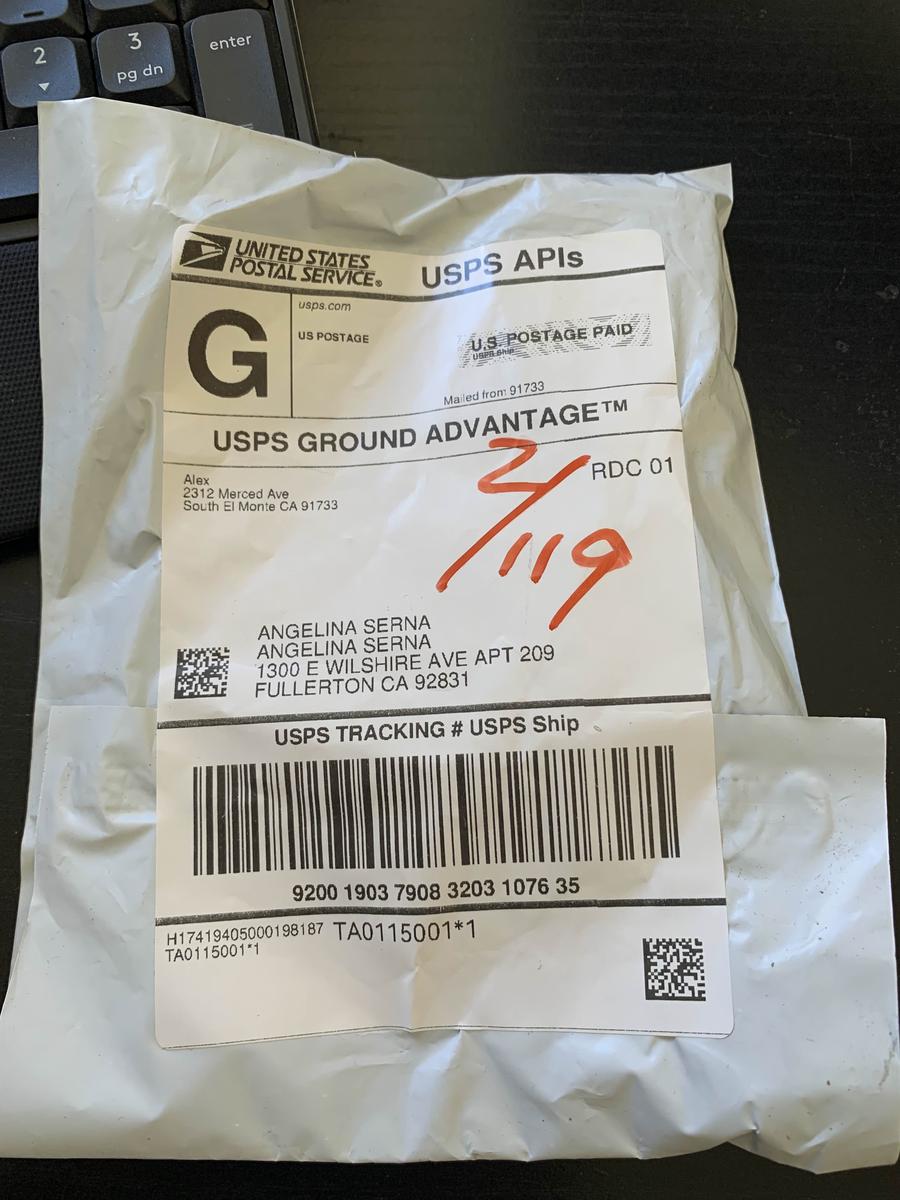 2
3
enter
pg dn
UNITED STATES
POSTAL SERVICE®
USPS APIs
G
usps.com
US POSTAGE
U.S. POSTAGE PAID
USPS Ship
Mailed from 91733
USPS GROUND ADVANTAGE™
RDC 01
Alex
2312 Merced Ave
South El Monte CA 91733
2/119
ANGELINA SERNA
ANGELINA SERNA
1300 E WILSHIRE AVE APT 209
FULLERTON CA 92831
USPS TRACKING # USPS Ship
9200 1903 7908 3203 1076 35
H17419405000198187 TA0115001*1
TA0115001*1